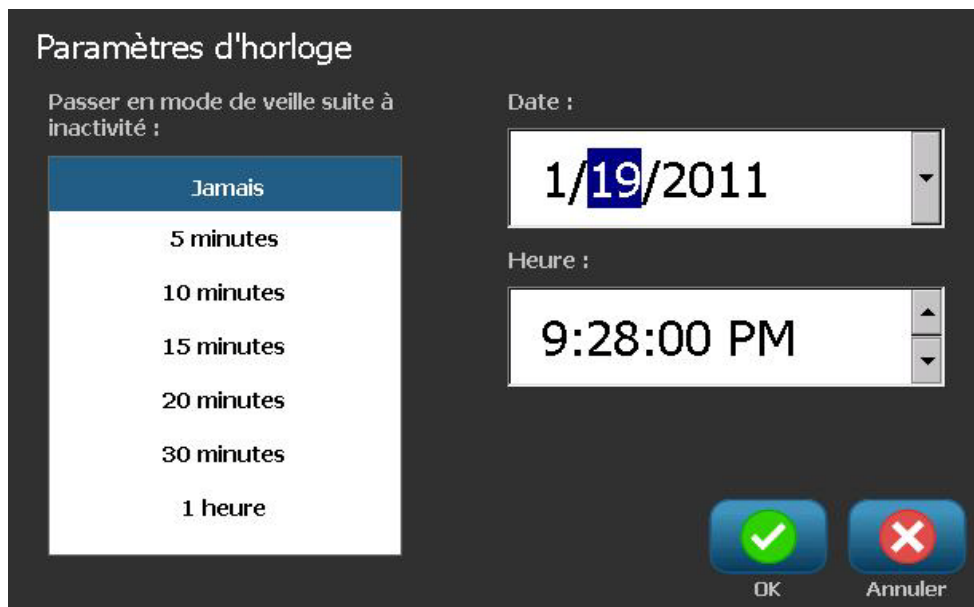 Paramètres d'horloge
Passer en mode de veille suite à
inactivité :
Jamais
5 minutes
10 minutes
15 minutes
20 minutes
30 minutes
1 heure
Date :
1/19/2011
Heure :
9:28:00 PM
OK
Annuler